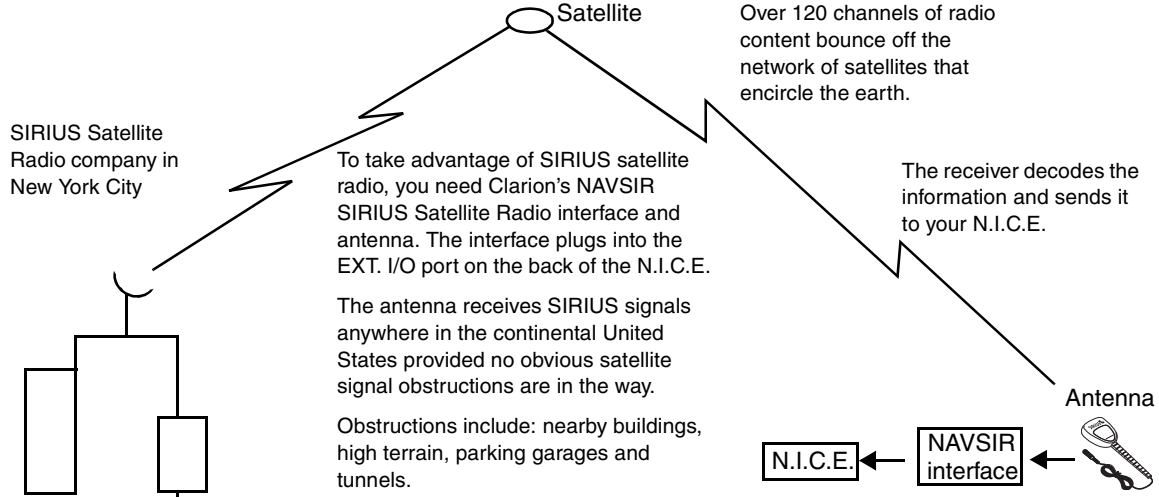 Satellite
Over 120 channels of radio
content bounce off the
network of satellites that
encircle the earth.
SIRIUS Satellite
Radio company in
New York City
To take advantage of SIRIUS satellite
radio, you need Clarion's NAVSIR
SIRIUS Satellite Radio interface and
antenna. The interface plugs into the
EXT. I/O port on the back of the N.I.C.E.
The antenna receives SIRIUS signals
anywhere in the continental United
States provided no obvious satellite
signal obstructions are in the way.
Obstructions include: nearby buildings,
high terrain, parking garages and
tunnels.
The receiver decodes the
information and sends it
to your N.I.C.E.
Antenna
NAVSIR
interface
N.I.C.E.